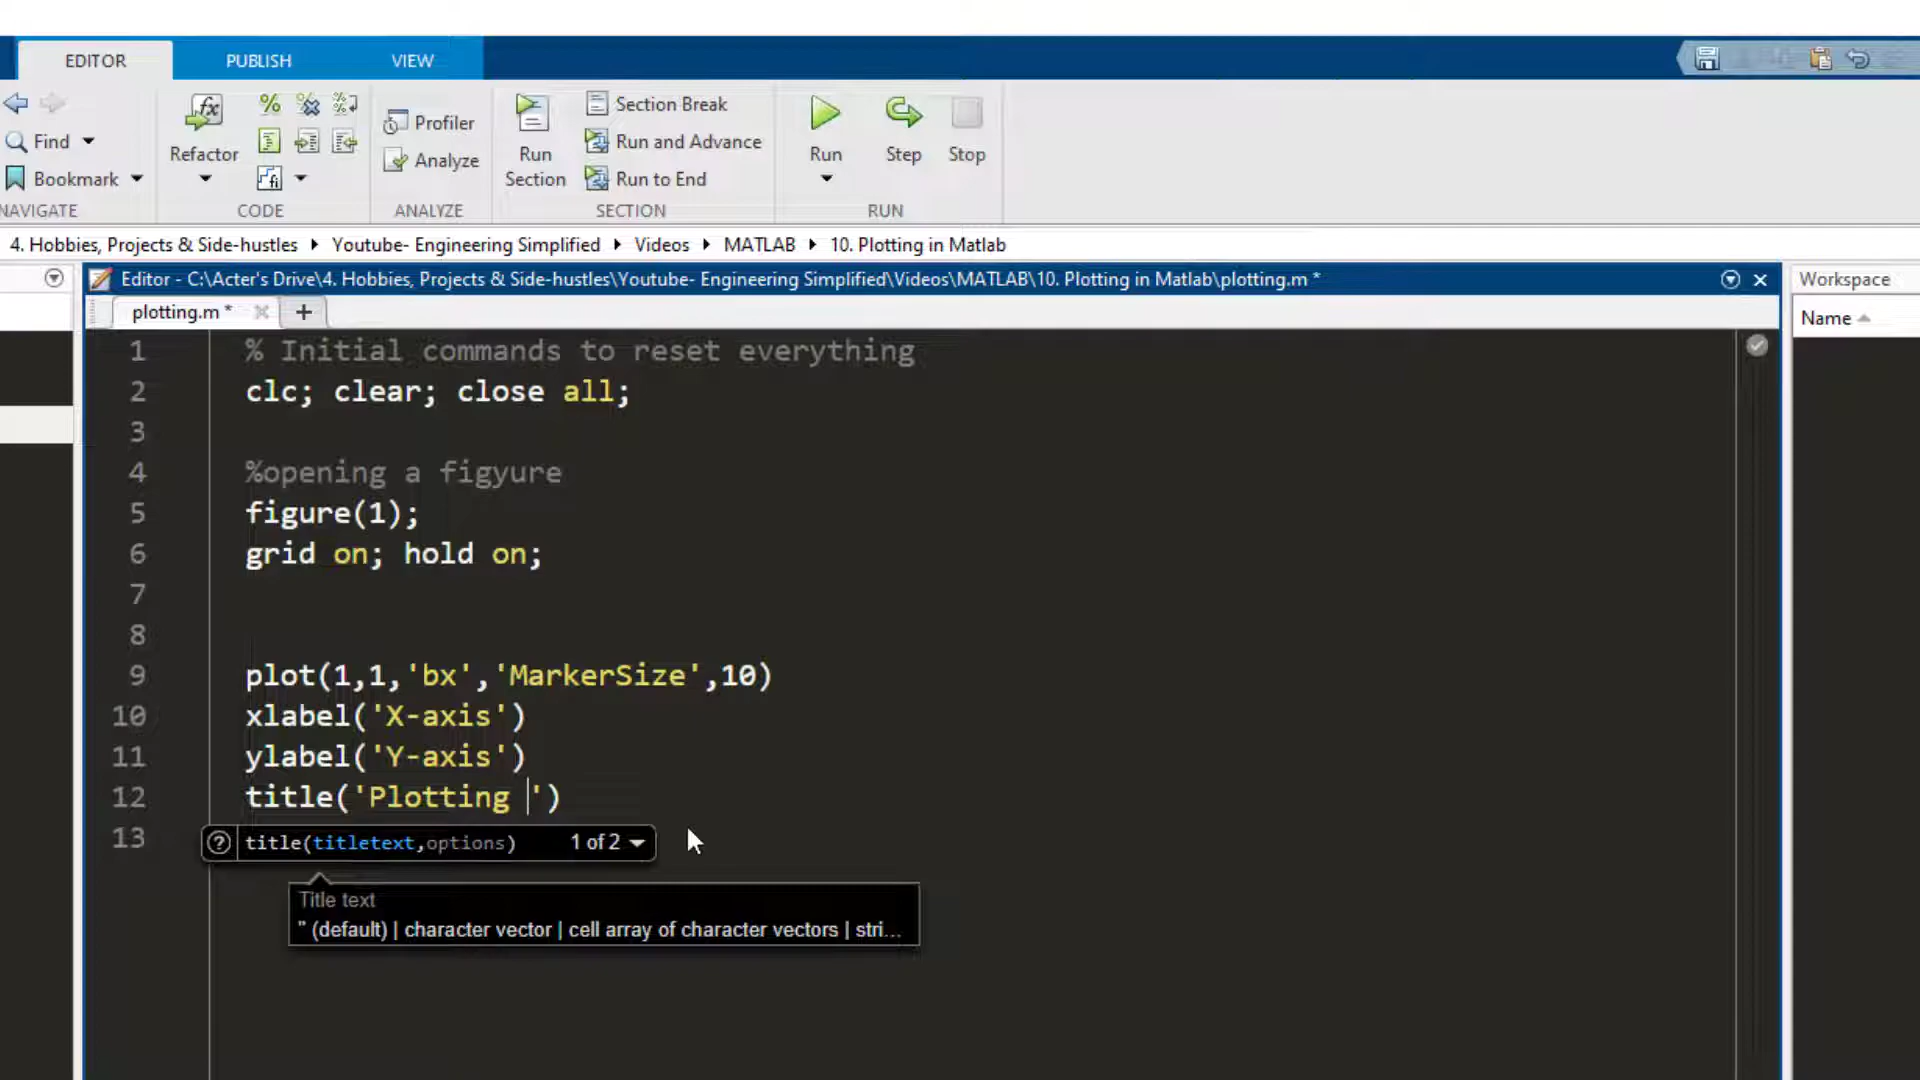 EDITOR PUBLISH VIEW
Find
Bookmark
NAVIGATE
Refactor
CODE
Profiler
Analyze
ANALYZE
Run
Section
Section Break
Run and Advance
Run to End
SECTION
Run Step Stop
RUN
4. Hobbies, Projects & Side-hustles Youtube- Engineering Simplified Videos MATLAB 10. Plotting in Matlab
Editor - C:\Acter's Drive\4. Hobbies, Projects & Side-hustles\Youtube- Engineering Simplified\Videos\MATLAB\10. Plotting in Matlab\plotting.m *
Workspace
plotting.m * +
Name
1 % Initial commands to reset everything
2 clc; clear; close all;
3
4 %opening a figyure
5 figure(1);
6 grid on; hold on;
7
8
9 plot(1,1,'bx','MarkerSize',10)
10 xlabel('X-axis')
11 ylabel('Y-axis')
12 title('Plotting ')
13
title(titletext,options) 1 of 2
Title text
'' (default) | character vector | cell array of character vectors | stri...